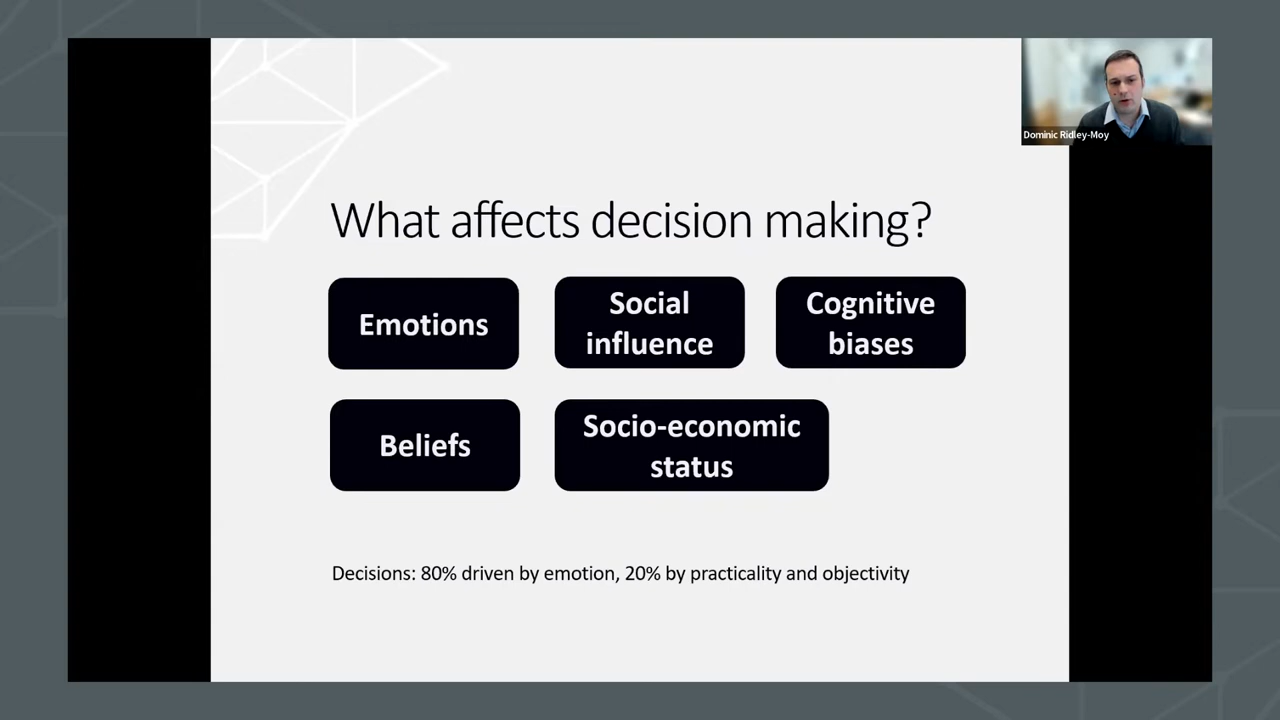 Dominic Ridley-Moy
What affects decision making?
Emotions
Social
influence
Cognitive
biases
Beliefs
Socio-economic
status
Decisions: 80% driven by emotion, 20% by practicality and objectivity